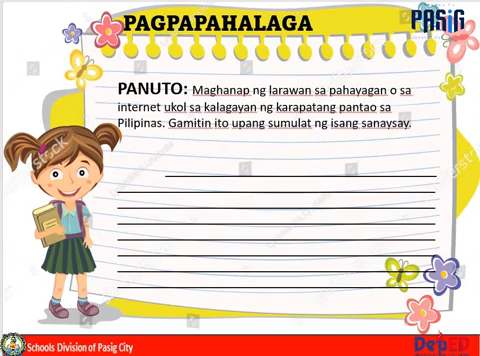 PAGPAPAHALAGA
PASIG
PANUTO: Maghanap ng larawan sa pahayagan o sa
internet ukol sa kalagayan ng karapatang pantao sa
Pilipinas. Gamitin ito upang sumulat ng isang sanaysay.
Schools Division of Pasig City
DepED